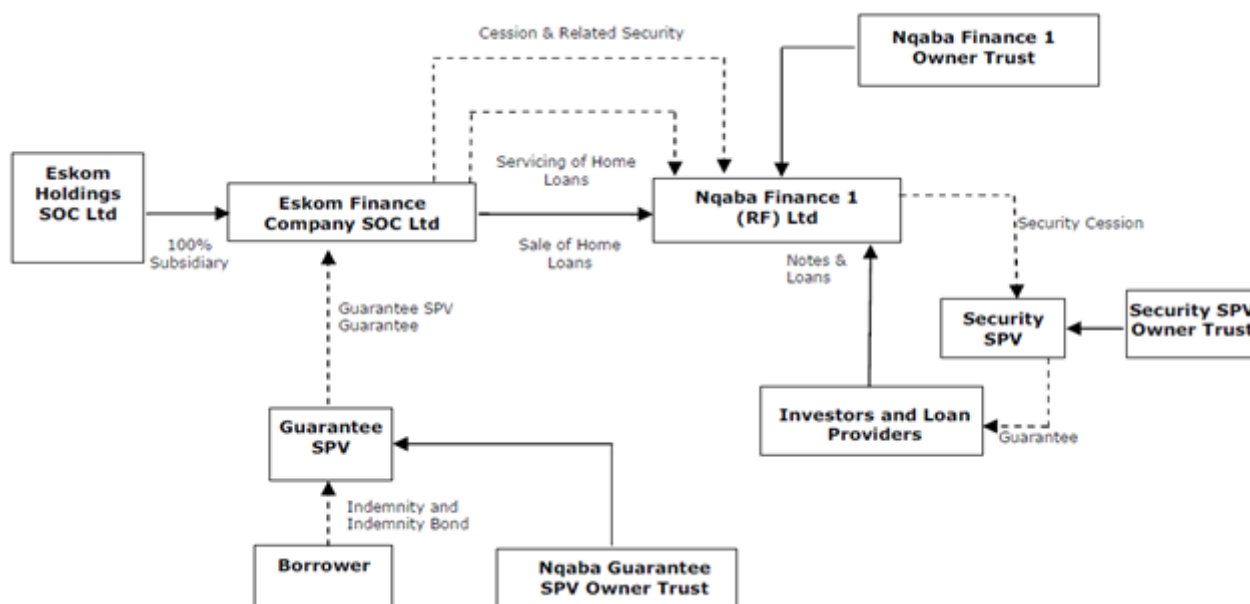 Cession & Related Security
Nqaba Finance 1
Owner Trust
Eskom
Holdings
SOC Ltd
100%
Subsidiary
Eskom Finance
Company SOC Ltd
Servicing of Home
Loans
Sale of Home
Loans
Nqaba Finance 1
(RF) Ltd
Notes &
Loans
Security Cession
Security
SPV
Security SPV
Owner Trust
Guarantee SPV
Guarantee
Investors and Loan
Providers
Guarantee
Guarantee
SPV
Indemnity and
Indemnity Bond
Borrower
Nqaba Guarantee
SPV Owner Trust